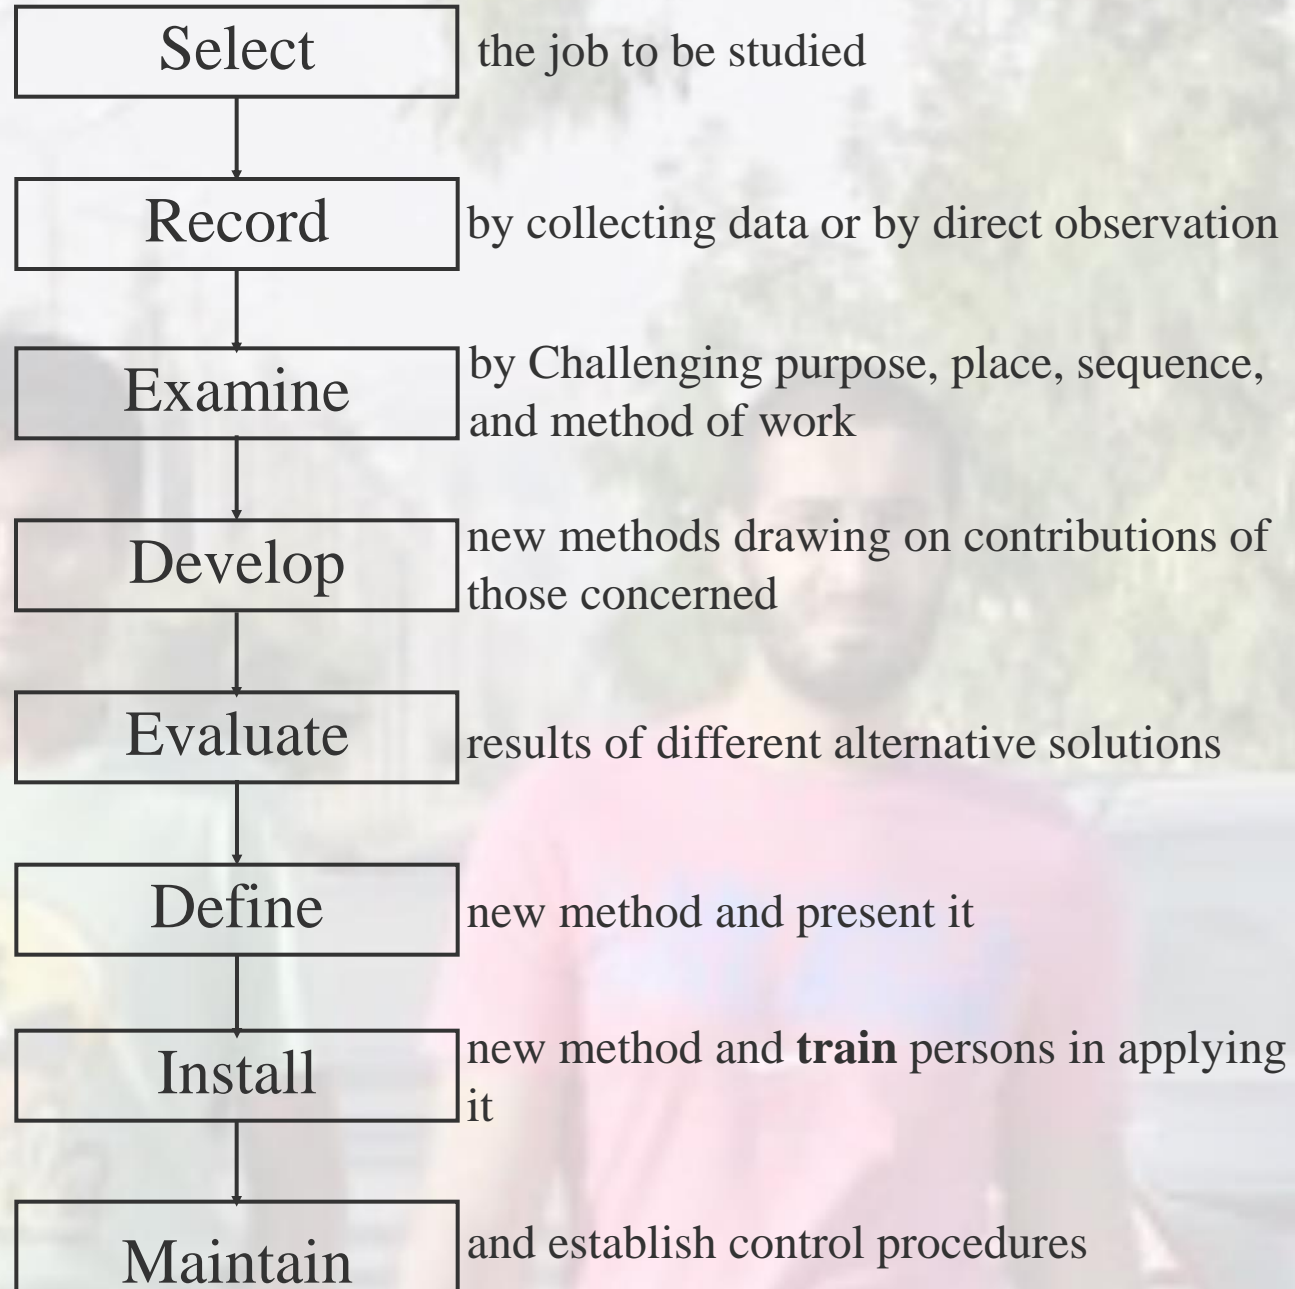 Select
the job to be studied
Record
by collecting data or by direct observation
Examine
by Challenging purpose, place, sequence,
and method of work
Develop
new methods drawing on contributions of
those concerned
Evaluate
results of different alternative solutions
Define
new method and present it
Install
new method and train persons in applying
it
Maintain
and establish control procedures